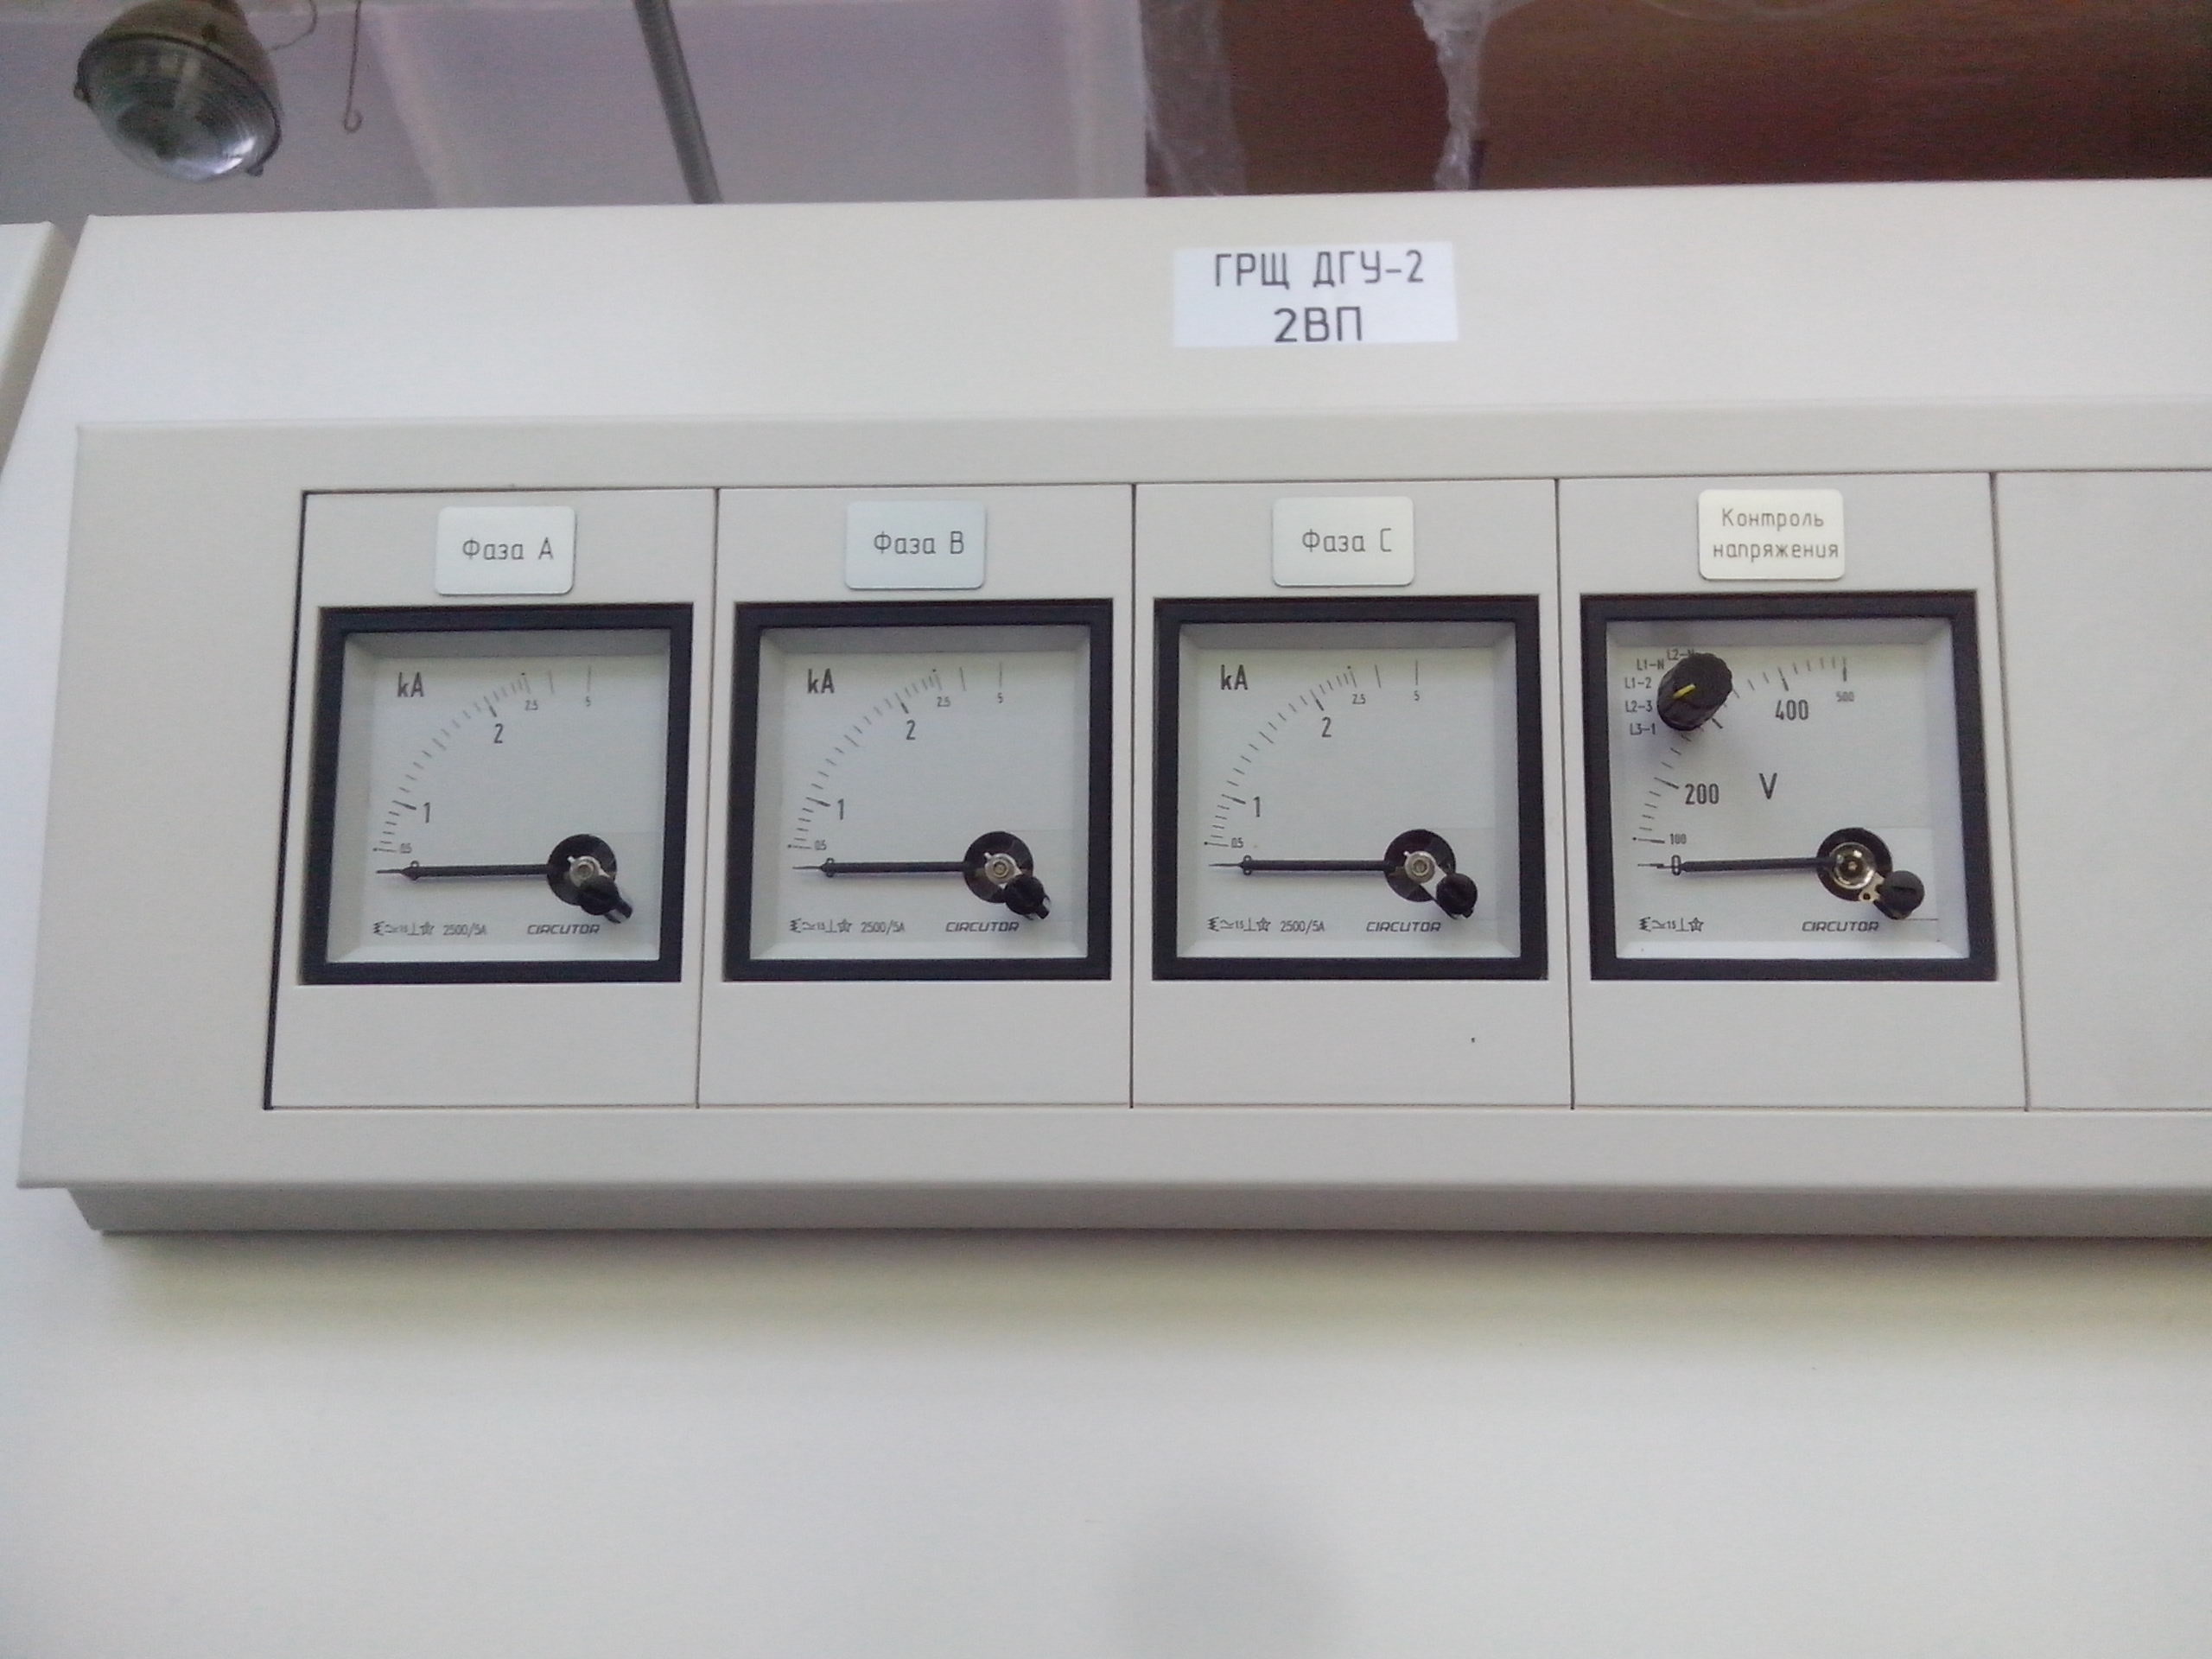 ГРЩ ДГУ-2
2ВП
Фаза A
Фаза B
Фаза C
Контроль
напряжения
kA
0.5
1
2
2.5
5
0
2500/5A
CIRCUTOR
kA
0.5
1
2
2.5
5
0
2500/5A
CIRCUTOR
kA
0.5
1
2
2.5
5
0
2500/5A
CIRCUTOR
L2-N
L1-N
L1-2
L2-3
L3-1
0
100
200
400
500
V
1.5
CIRCUTOR